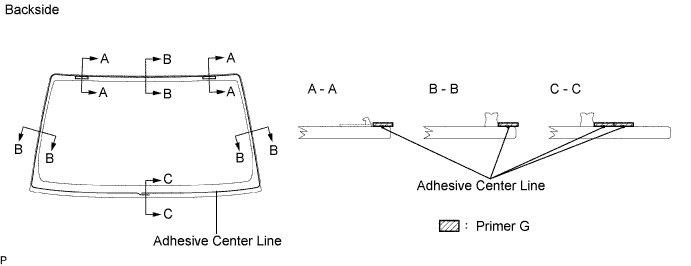 Backside
A B A
A B A
B B B B
C
C
Adhesive Center Line
A - A B - B C - C
Adhesive Center Line
: Primer G
P